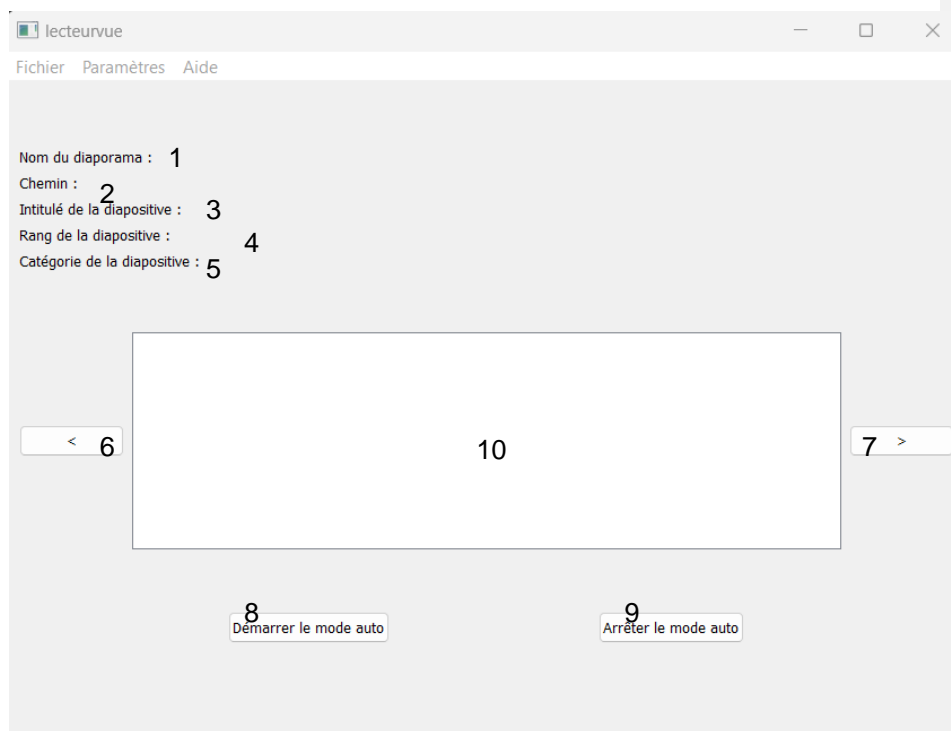 lecteurvue
Fichier Paramètres Aide
Nom du diaporama : 1
Chemin : 2
Intitulé de la diapositive : 3
Rang de la diapositive : 4
Catégorie de la diapositive : 5
< 6
10
7 >
8
Démarrer le mode auto
9
Arrêter le mode auto